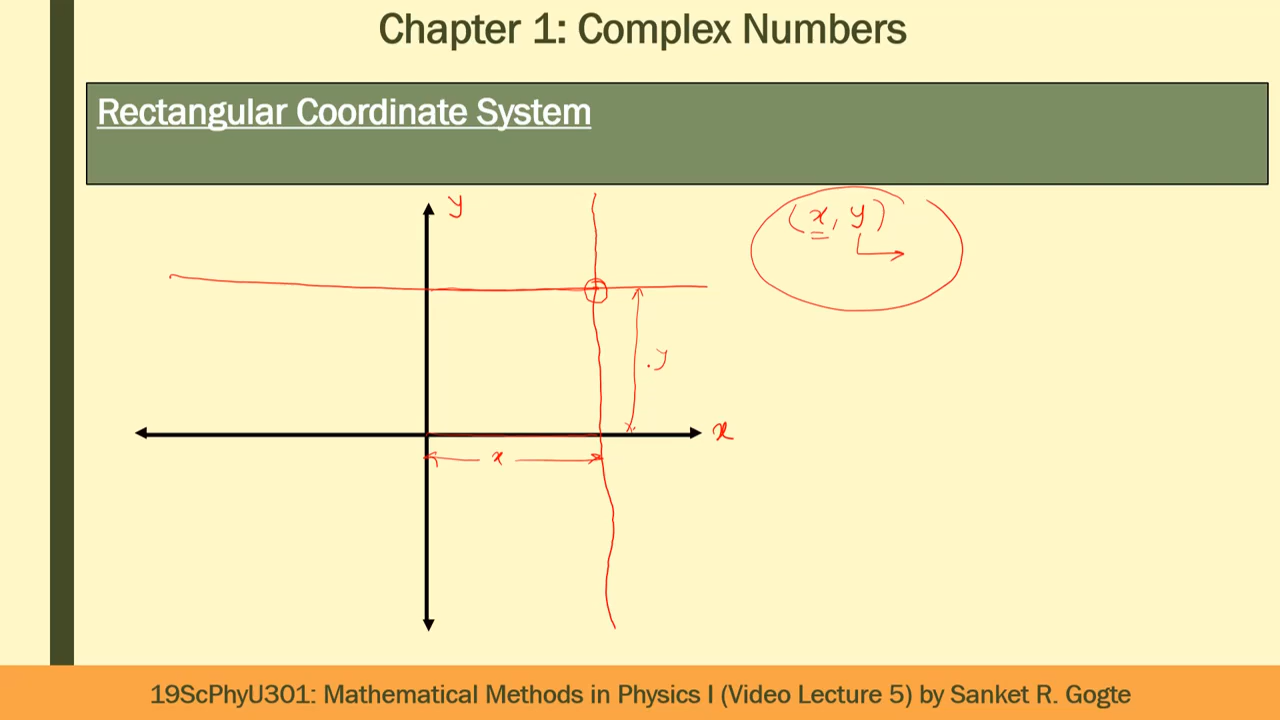 Chapter 1: Complex Numbers
Rectangular Coordinate System
y
(x, y)
y
x
x
19ScPhyU301: Mathematical Methods in Physics I (Video Lecture 5) by Sanket R. Gogte